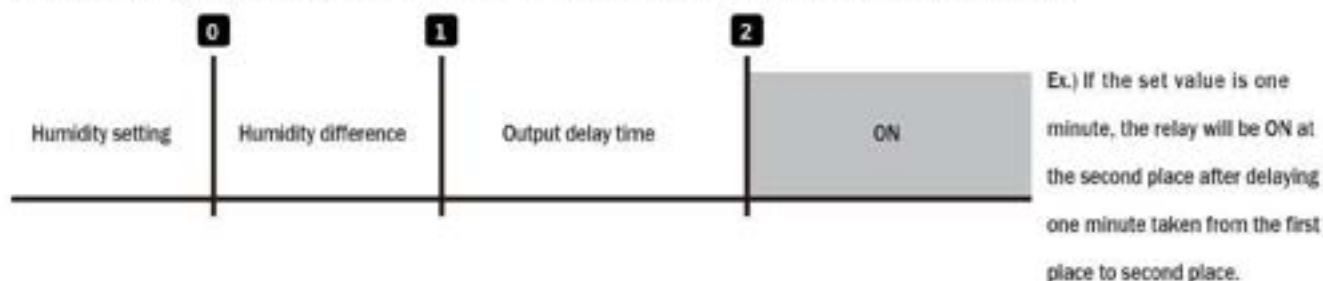 0 1 2
Humidity setting Humidity difference Output delay time ON
Ex.) If the set value is one
minute, the relay will be ON at
the second place after delaying
one minute taken from the first
place to second place.